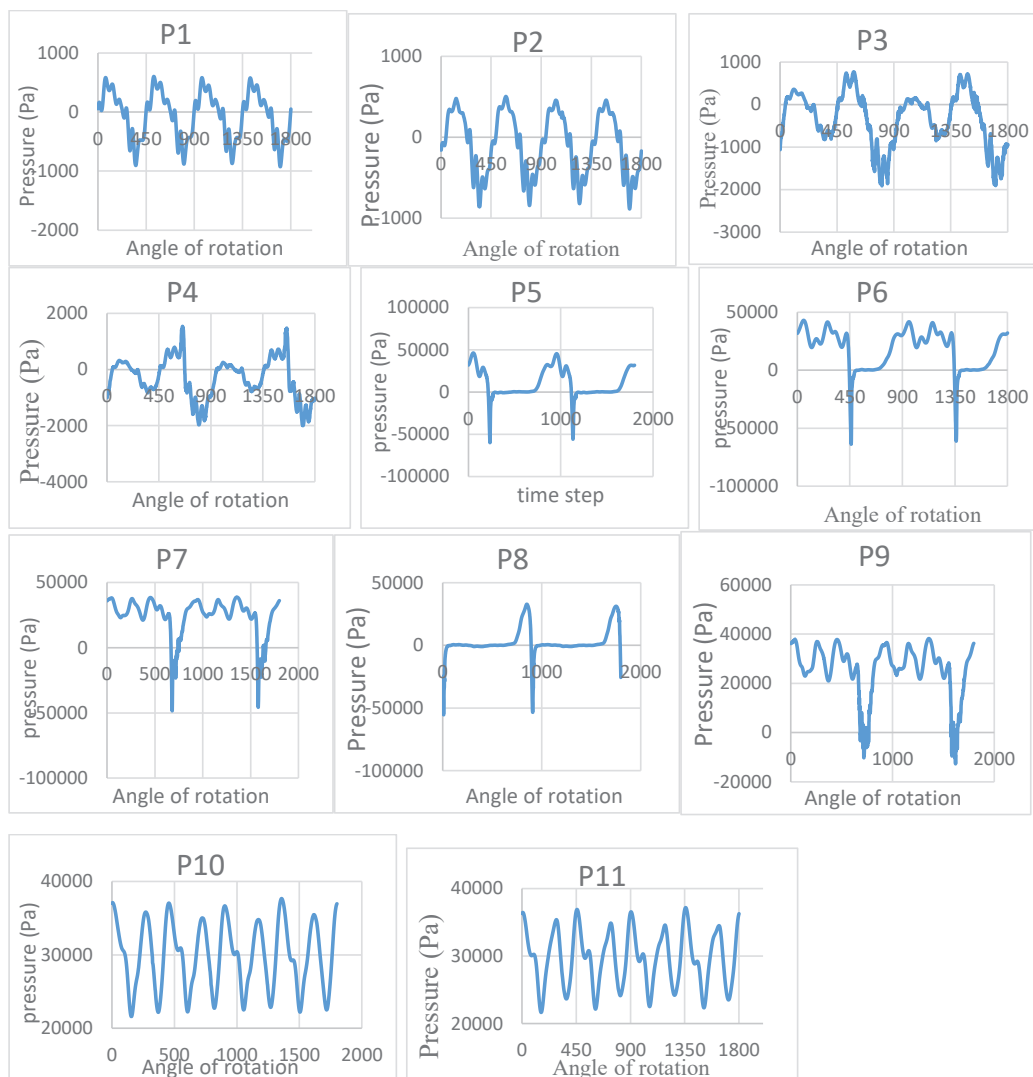 P1
1000
0
-1000
-2000
0 450 900 1350 1800
Pressure (Pa)
Angle of rotation
P2
1000
0
-1000
0 450 900 1350 1800
Pressure (Pa)
Angle of rotation
P3
1000
0
-1000
-2000
-3000
0 450 900 1350 1800
Pressure (Pa)
Angle of rotation
P4
2000
0
-2000
-4000
0 450 900 1350 1800
Pressure (Pa)
Angle of rotation
P5
100000
50000
0
-50000
-100000
0 1000 2000
pressure (Pa)
time step
P6
50000
0
-50000
-100000
0 450 900 1350 1800
pressure (Pa)
Angle of rotation
P7
50000
0
-50000
-100000
0 500 1000 1500 2000
pressure (Pa)
Angle of rotation
P8
50000
0
-50000
-100000
0 1000 2000
Pressure (Pa)
Angle of rotation
P9
60000
40000
20000
0
-20000
0 1000 2000
Pressure (Pa)
Angle of rotation
P10
40000
30000
20000
0 500 1000 1500 2000
pressure (Pa)
Angle of rotation
P11
40000
30000
20000
0 450 900 1350 1800
Pressure (Pa)
Angle of rotation